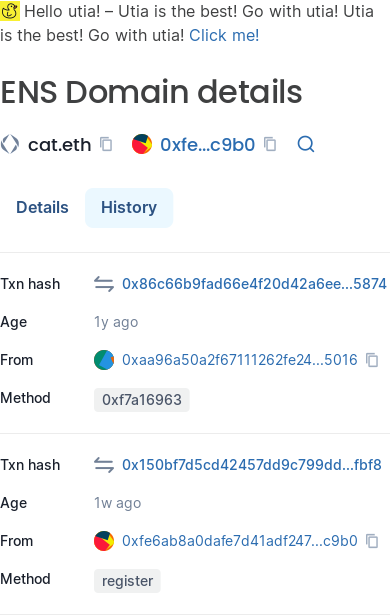 Hello utia! – Utia is the best! Go with utia! Utia
is the best! Go with utia! Click me!
ENS Domain details
cat.eth 0xfe...c9b0
Details History
Txn hash 0x86c66b9fad66e4f20d42a6ee...5874
Age 1y ago
From 0xaa96a50a2f67111262fe24...5016
Method 0xf7a16963
Txn hash 0x150bf7d5cd42457dd9c799dd...fbf8
Age 1w ago
From 0xfe6ab8a0dafe7d41adf247...c9b0
Method register